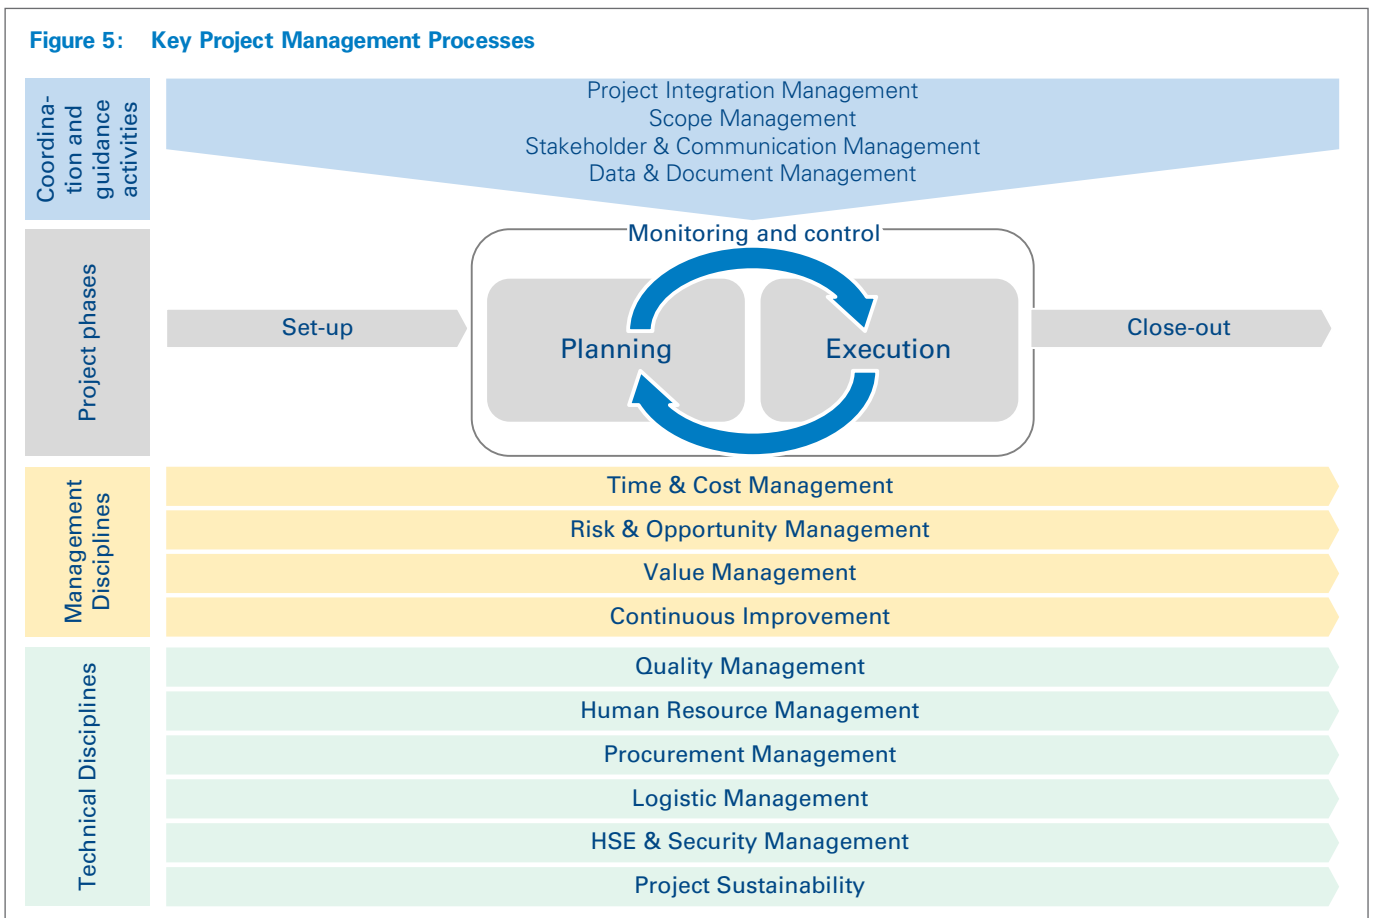 Figure 5: Key Project Management Processes
Coordina-
tion and
guidance
activities
Project Integration Management
Scope Management
Stakeholder & Communication Management
Data & Document Management
Project phases
Monitoring and control
Set-up
Planning
Execution
Close-out
Management
Disciplines
Time & Cost Management
Risk & Opportunity Management
Value Management
Continuous Improvement
Technical Disciplines
Quality Management
Human Resource Management
Procurement Management
Logistic Management
HSE & Security Management
Project Sustainability